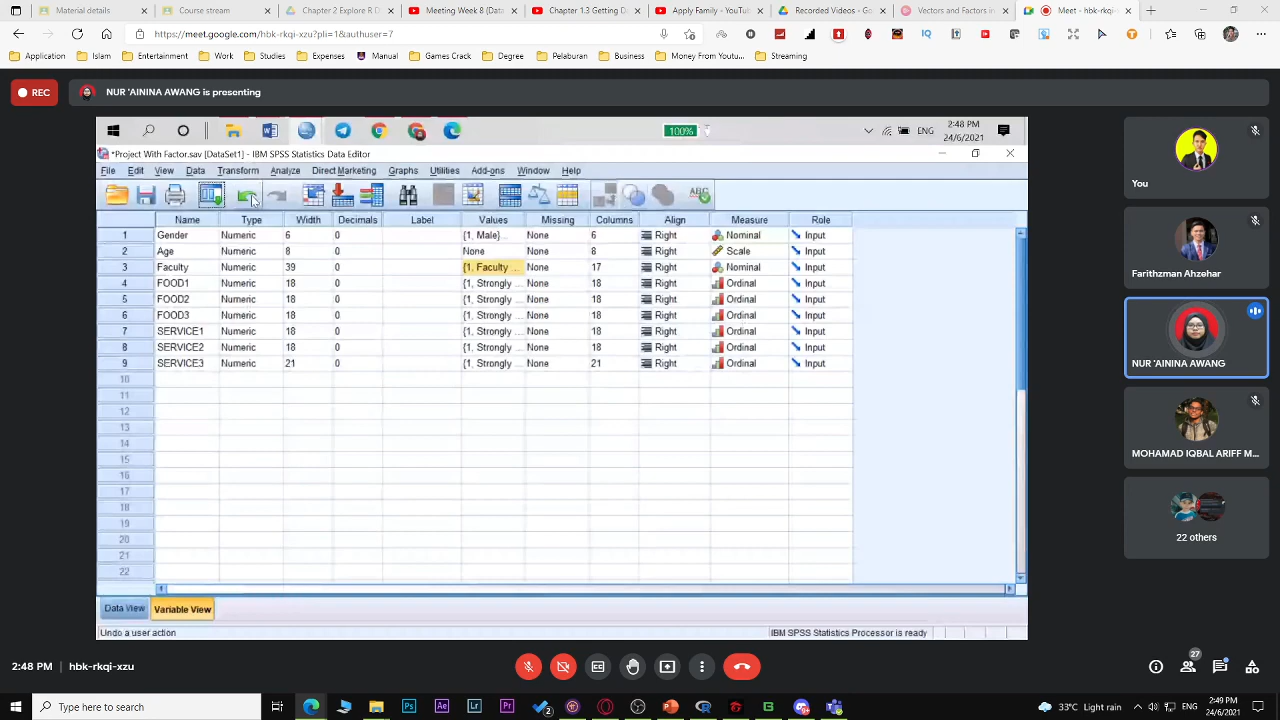 Material details
Course stream
Chapter 2 Explore R D
Meeting Week 8 (Data
Chapter 1.3 Getting Da
Apply Family - YouTub
Recorded Videos - Goo
Vectors and Factors in
Meet - hbk-rkqi-xz
https://meet.google.com/hbk-rkqi-xzu?pli=1&authuser=7
Application
Islam
Diploma
Entertainment
Work
Studies
Expenses
Manual
Games Crack
Degree
Pelaburan
Business
Money From Youtu...
Streaming
REC
NUR 'AININA AWANG is presenting
100%
ENG
2:48 PM
24/6/2021
*Project With Factor.sav [DataSet1] - IBM SPSS Statistics Data Editor
File Edit View Data Transform Analyze Direct Marketing Graphs Utilities Add-ons Window Help
Name Type Width Decimals Label Values Missing Columns Align Measure Role
1 Gender Numeric 6 0 {1, Male}... None 6 Right Nominal Input
2 Age Numeric 8 0 None None 8 Right Scale Input
3 Faculty Numeric 39 0 {1, Faculty ... None 17 Right Nominal Input
4 FOOD1 Numeric 18 0 {1, Strongly ... None 18 Right Ordinal Input
5 FOOD2 Numeric 18 0 {1, Strongly ... None 18 Right Ordinal Input
6 FOOD3 Numeric 18 0 {1, Strongly ... None 18 Right Ordinal Input
7 SERVICE1 Numeric 18 0 {1, Strongly ... None 18 Right Ordinal Input
8 SERVICE2 Numeric 18 0 {1, Strongly ... None 18 Right Ordinal Input
9 SERVICE3 Numeric 21 0 {1, Strongly ... None 21 Right Ordinal Input
10
11
12
13
14
15
16
17
18
19
20
21
22
Data View Variable View
Undo a user action
IBM SPSS Statistics Processor is ready
You
Farithzman Ahzehar
NUR 'AININA AWANG
MOHAMAD IQBAL ARIFF M...
22 others
2:48 PM | hbk-rkqi-xzu
27
Type here to search
33°C Light rain
ENG
2:49 PM
24/6/2021